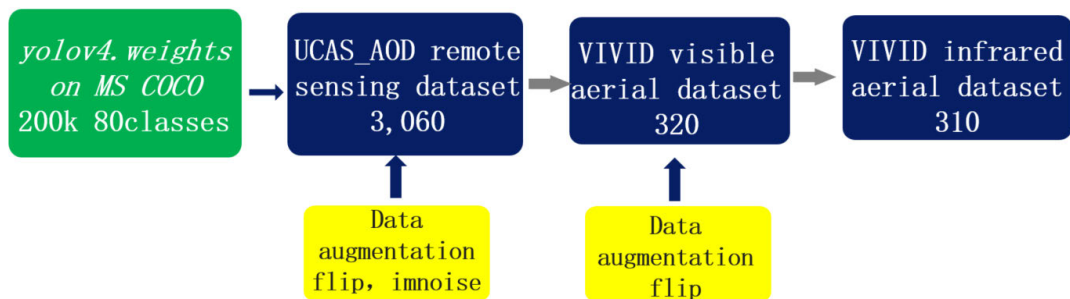 yolov4.weights
on MS COCO
200k 80classes
UCAS_AOD remote
sensing dataset
3,060
VIVID visible
aerial dataset
320
VIVID infrared
aerial dataset
310
Data
augmentation
flip, imnoise
Data
augmentation
flip